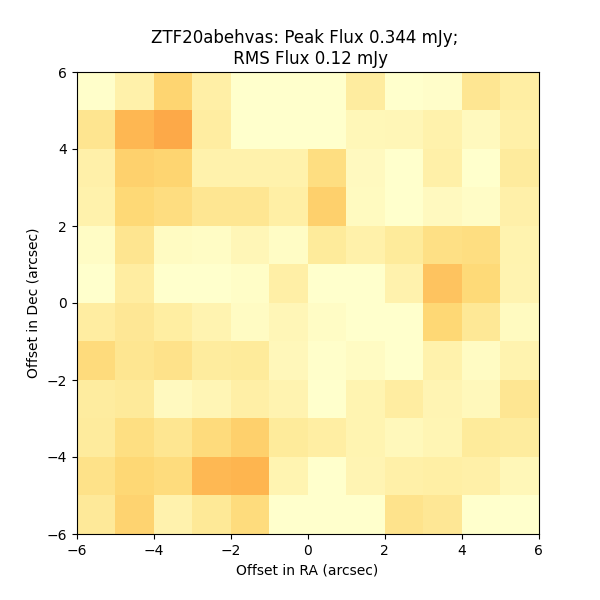 ZTF20abehvas: Peak Flux 0.344 mJy;
RMS Flux 0.12 mJy
6
4
2
0
−2
−4
−6
Offset in Dec (arcsec)
−6 −4 −2 0 2 4 6
Offset in RA (arcsec)